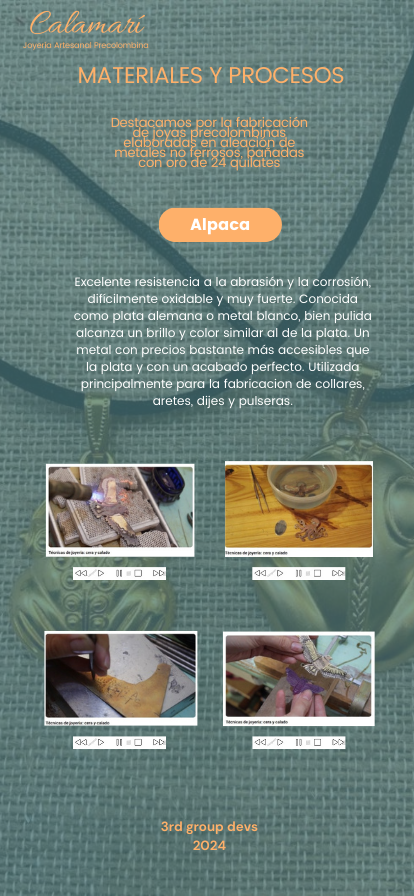 Calamarí
Joyería Artesanal Precolombina
MATERIALES Y PROCESOS
Destacamos por la fabricación
de joyas precolombinas
elaboradas en aleación de
metales no ferrosos, bañadas
con oro de 24 quilates
Alpaca
Excelente resistencia a la abrasión y la corrosión,
difícilmente oxidable y muy fuerte. Conocida
como plata alemana o metal blanco, bien pulida
alcanza un brillo y color similar al de la plata. Un
metal con precios bastante más accesibles que
la plata y con un acabado perfecto. Utilizada
principalmente para la fabricacion de collares,
aretes, dijes y pulseras.
Técnicas de joyería: cera y calado
Técnicas de joyería: cera y calado
Técnicas de joyería: cera y calado
Técnicas de joyería: cera y calado
3rd group devs
2024